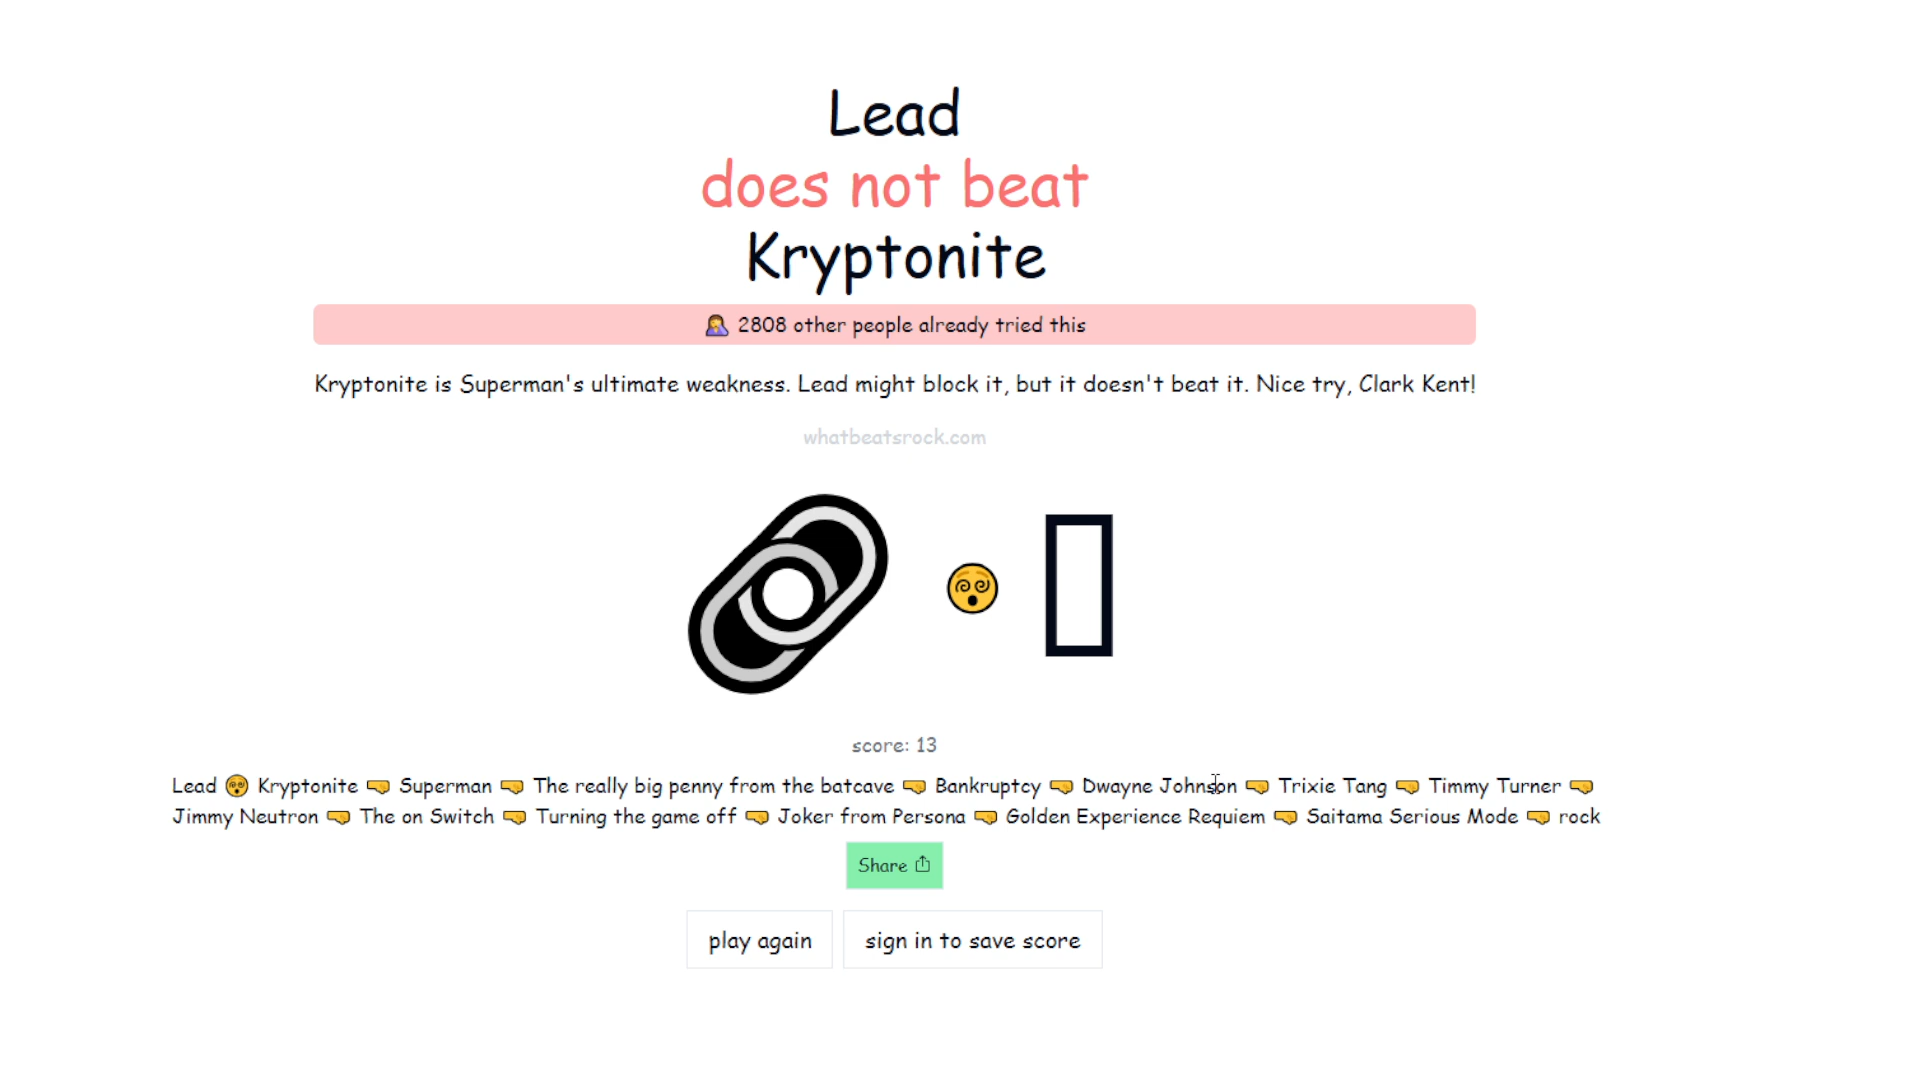 Lead
does not beat
Kryptonite
🤦‍♀️ 2808 other people already tried this
Kryptonite is Superman's ultimate weakness. Lead might block it, but it doesn't beat it. Nice try, Clark Kent!
whatbeatsrock.com
score: 13
Lead 😵‍💫 Kryptonite 🤜 Superman 🤜 The really big penny from the batcave 🤜 Bankruptcy 🤜 Dwayne Johnson 🤜 Trixie Tang 🤜 Timmy Turner 🤜
Jimmy Neutron 🤜 The on Switch 🤜 Turning the game off 🤜 Joker from Persona 🤜 Golden Experience Requiem 🤜 Saitama Serious Mode 🤜 rock
Share
play again
sign in to save score